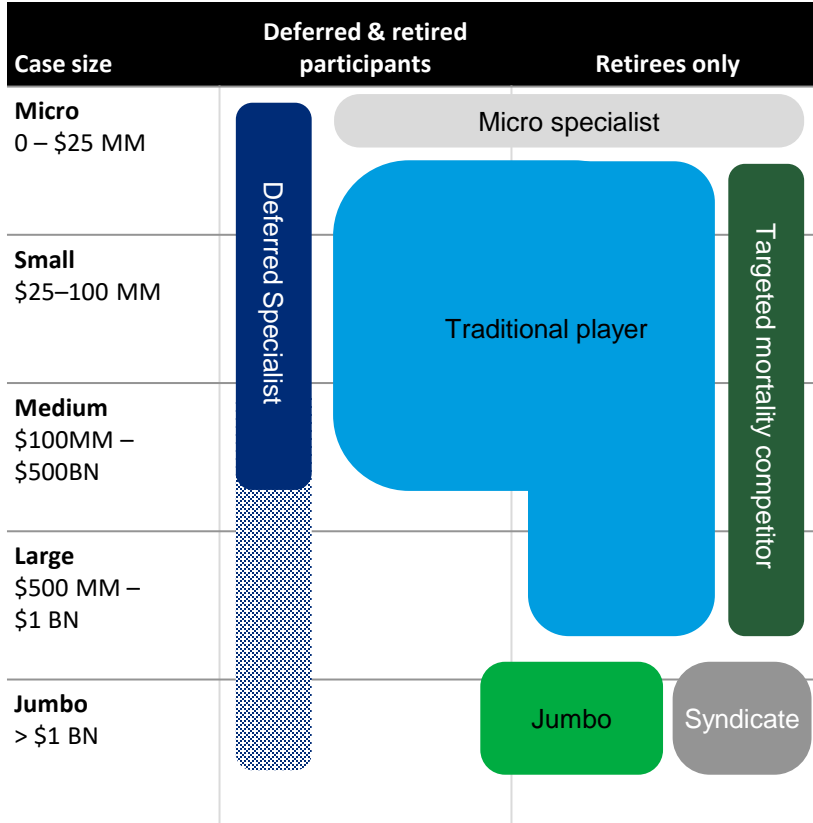 Case size
Deferred & retired
participants
Retirees only
Micro
0 – $25 MM
Micro specialist
Deferred Specialist
Small
$25–100 MM
Traditional player
Targeted mortality competitor
Medium
$100MM –
$500BN
Large
$500 MM –
$1 BN
Jumbo
> $1 BN
Jumbo
Syndicate